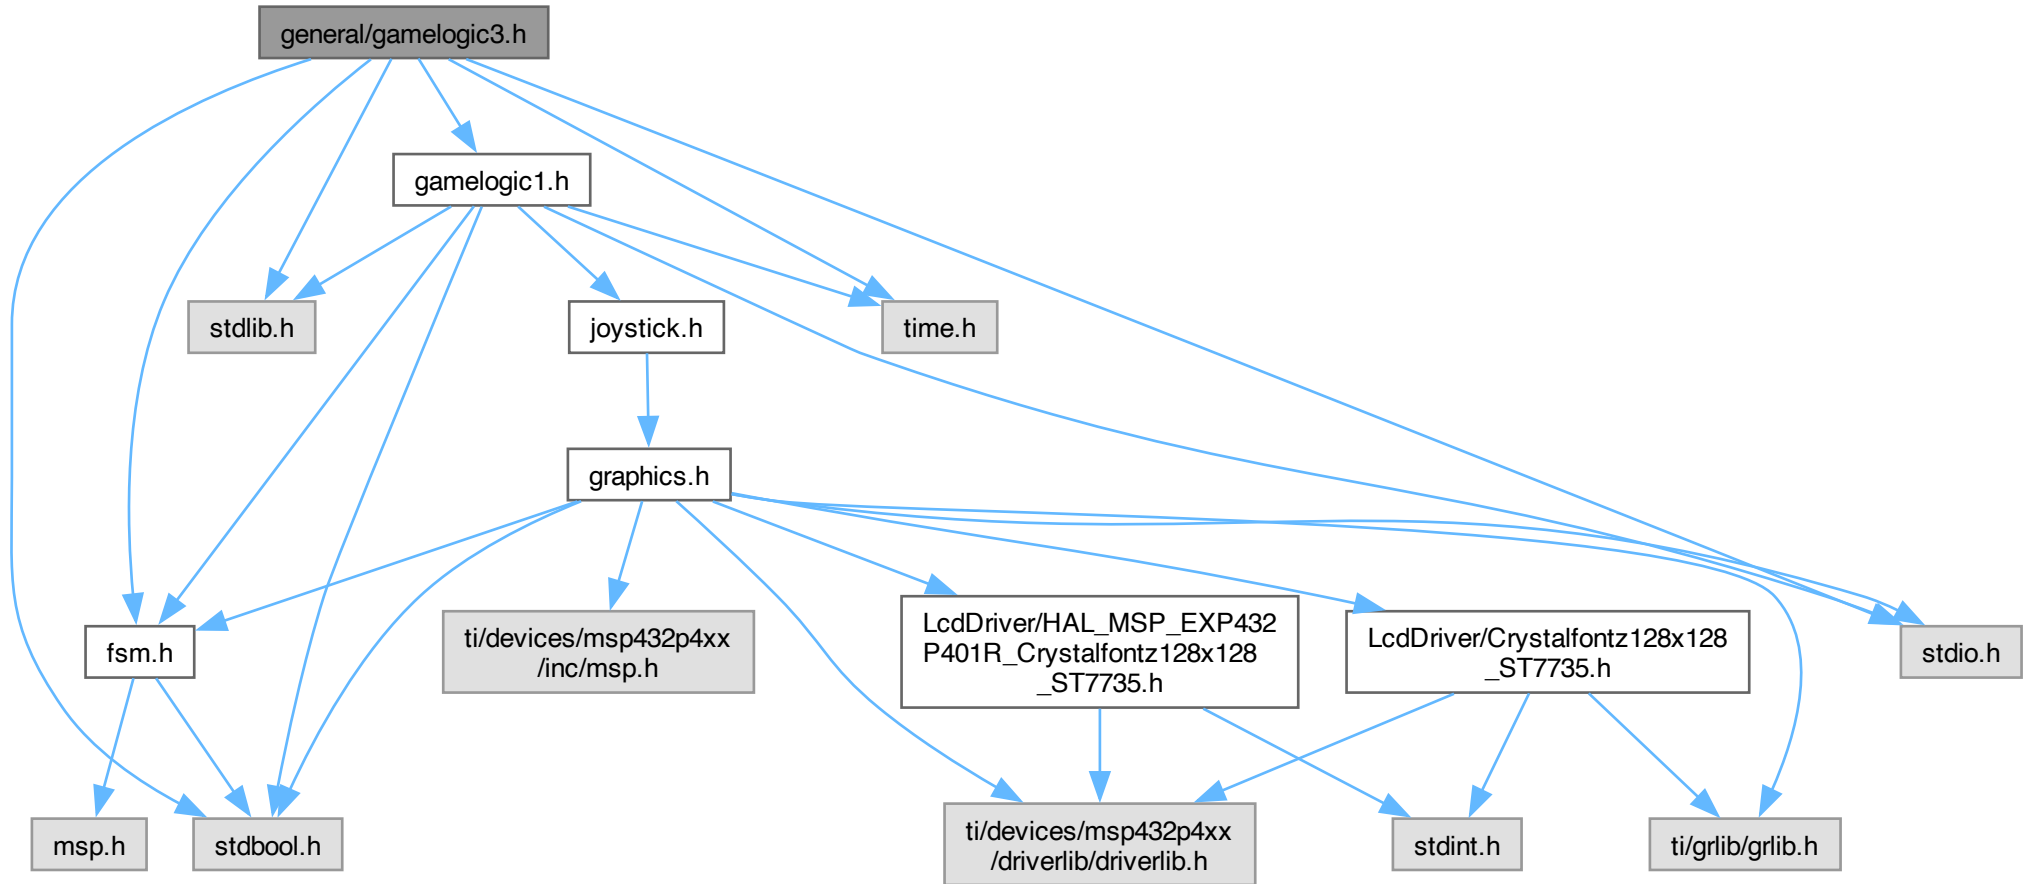 general/gamelogic3.h
gamelogic1.h
stdlib.h
joystick.h
time.h
graphics.h
fsm.h
ti/devices/msp432p4xx
/inc/msp.h
LcdDriver/HAL_MSP_EXP432
P401R_Crystalfontz128x128
_ST7735.h
LcdDriver/Crystalfontz128x128
_ST7735.h
stdio.h
msp.h
stdbool.h
ti/devices/msp432p4xx
/driverlib/driverlib.h
stdint.h
ti/grlib/grlib.h